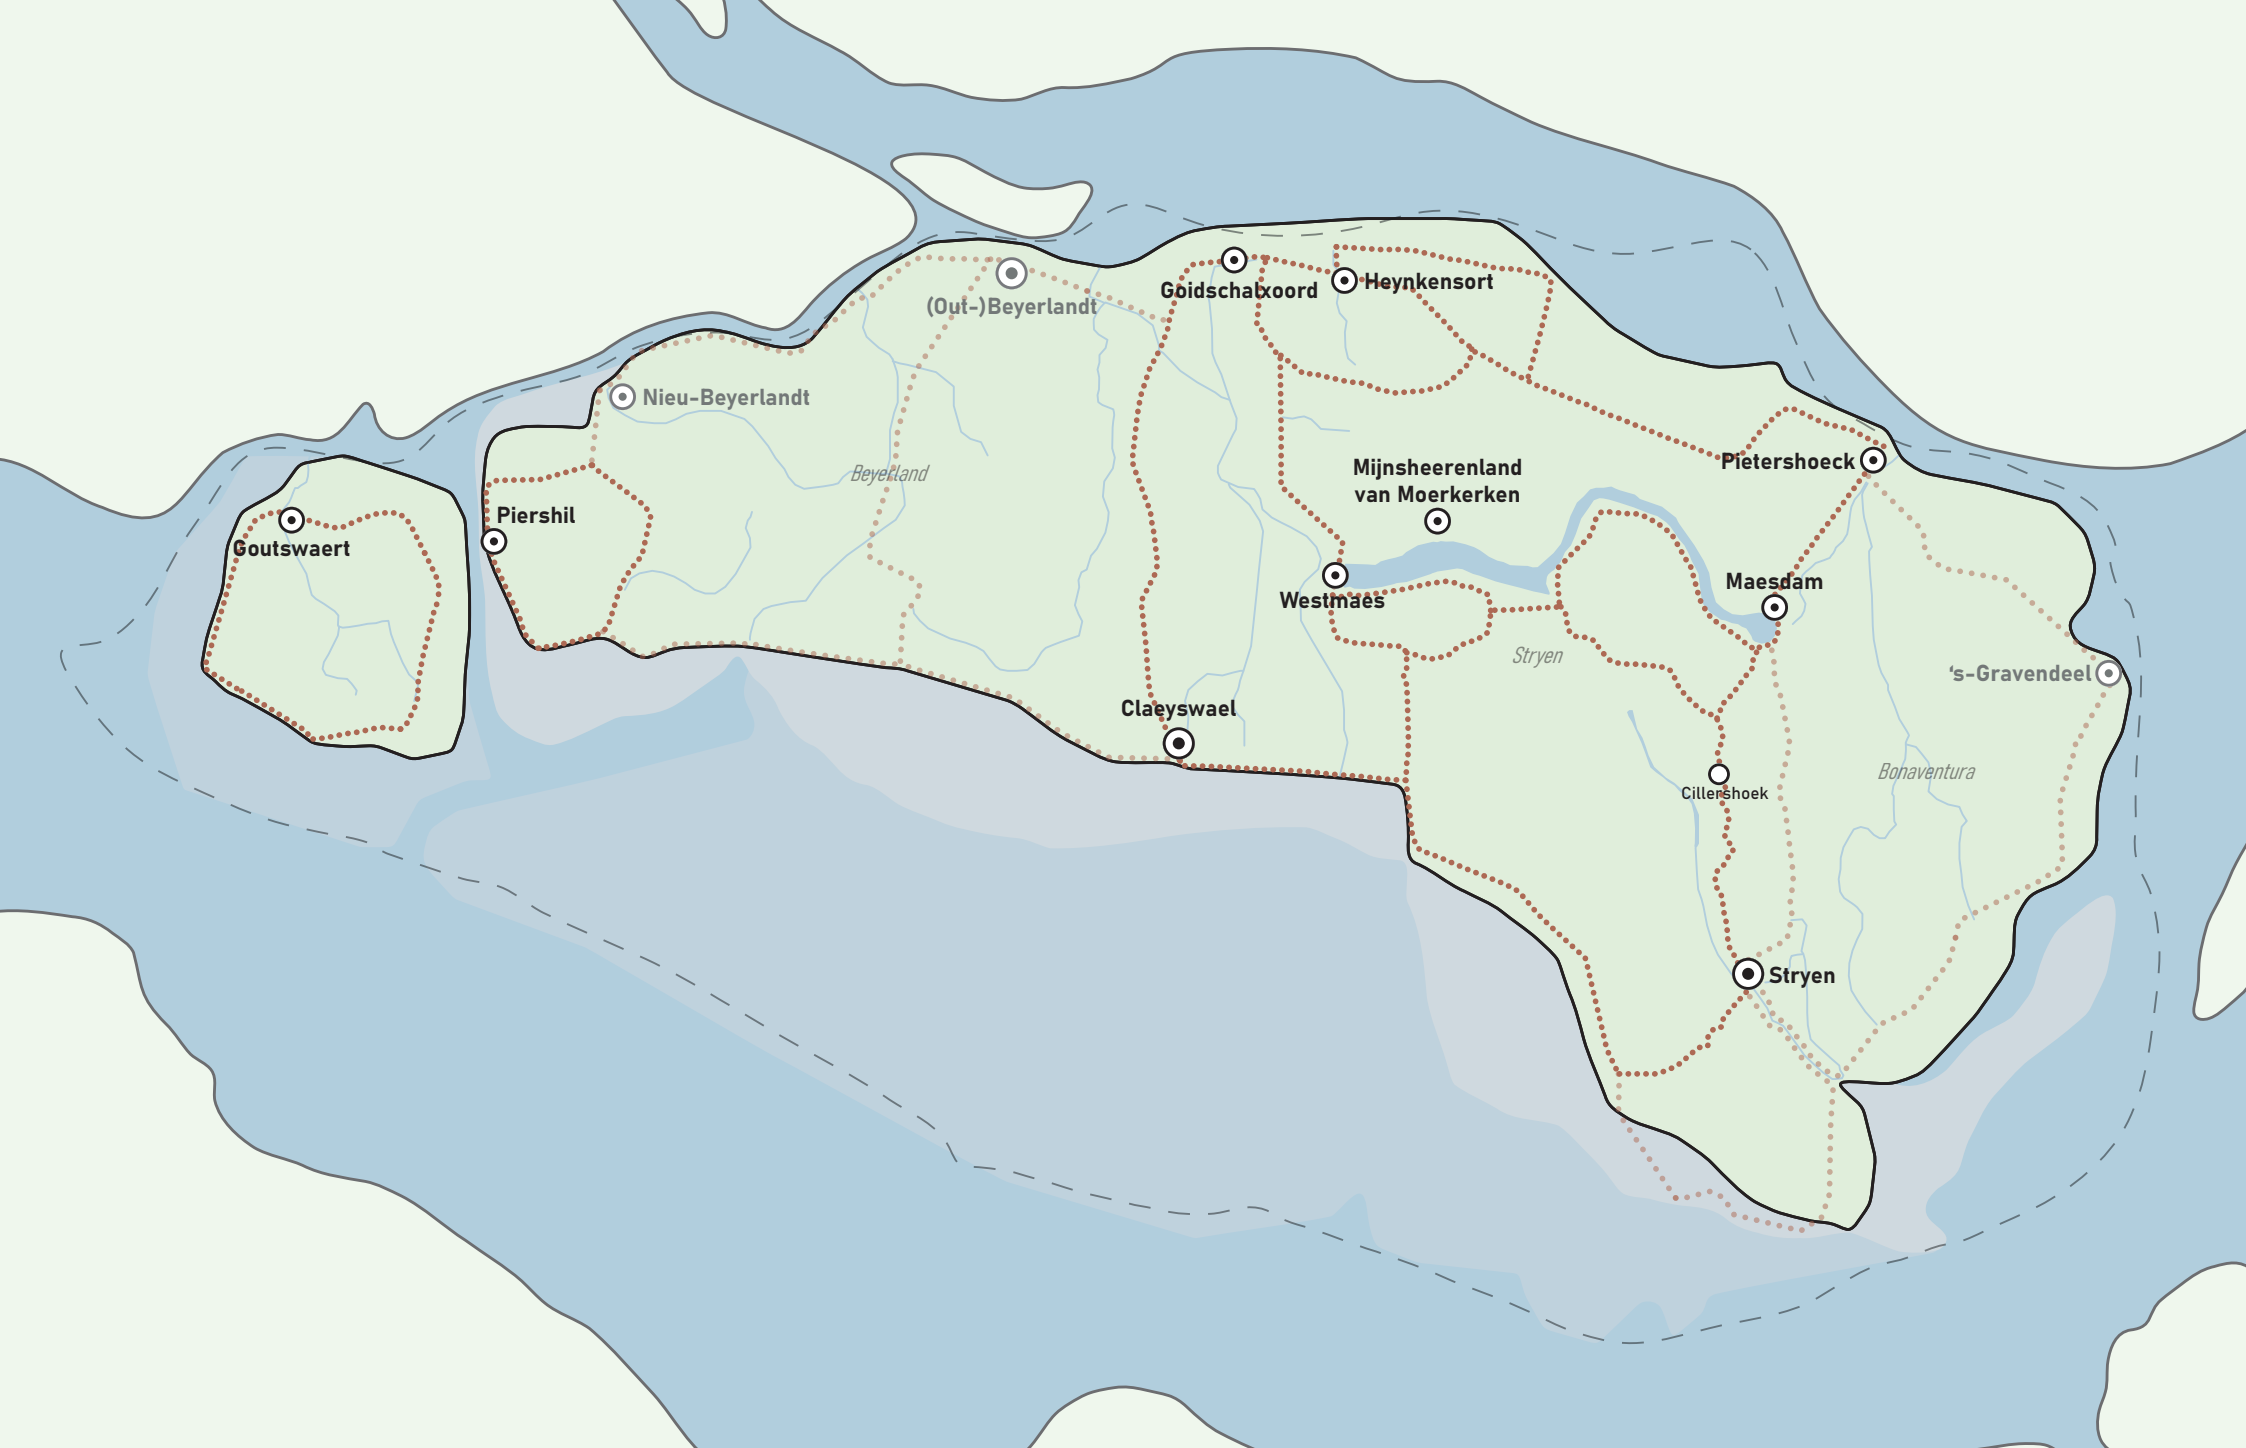 Goidschalxoord
Heynkensort
(Out-)Beyerlandt
Nieu-Beyerlandt
Pietershoeck
Mijnsheerenland
van Moerkerken
Beyerland
Piershil
Goutswaert
Maesdam
Westmaes
Stryen
‘s-Gravendeel
Claeyswael
Bonaventura
Cillershoek
Stryen